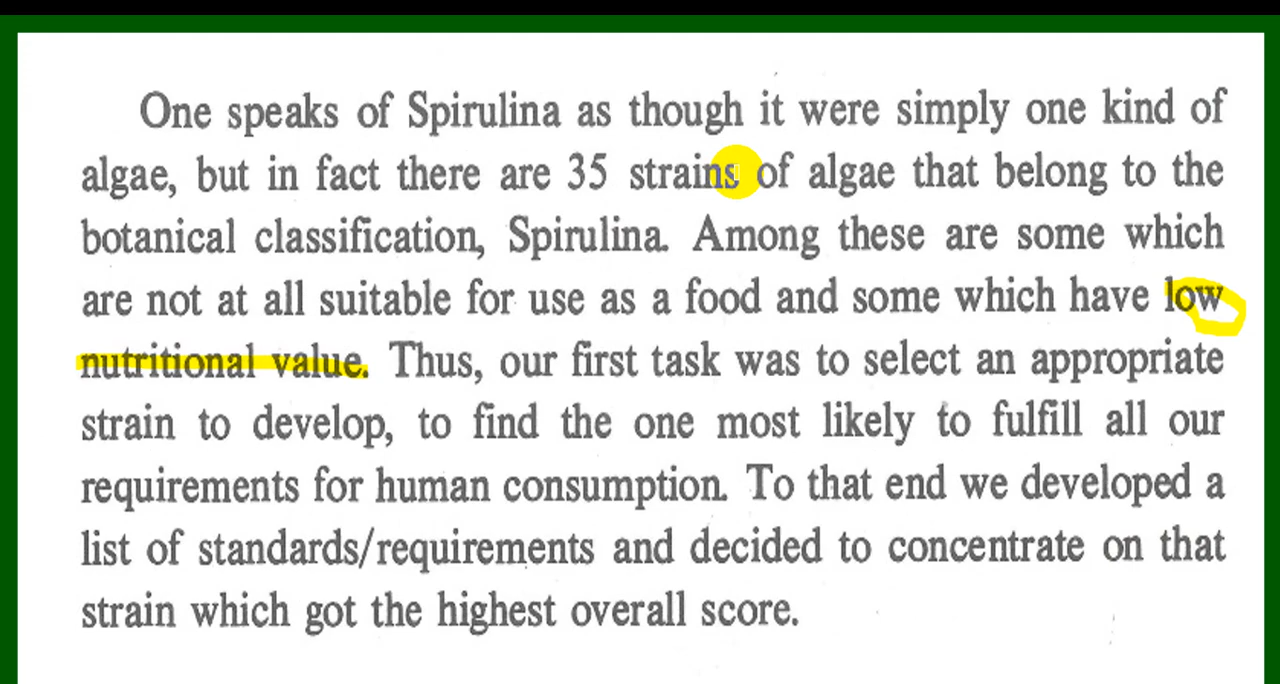 One speaks of Spirulina as though it were simply one kind of
algae, but in fact there are 35 strains of algae that belong to the
botanical classification, Spirulina. Among these are some which
are not at all suitable for use as a food and some which have low
nutritional value. Thus, our first task was to select an appropriate
strain to develop, to find the one most likely to fulfill all our
requirements for human consumption. To that end we developed a
list of standards/requirements and decided to concentrate on that
strain which got the highest overall score.